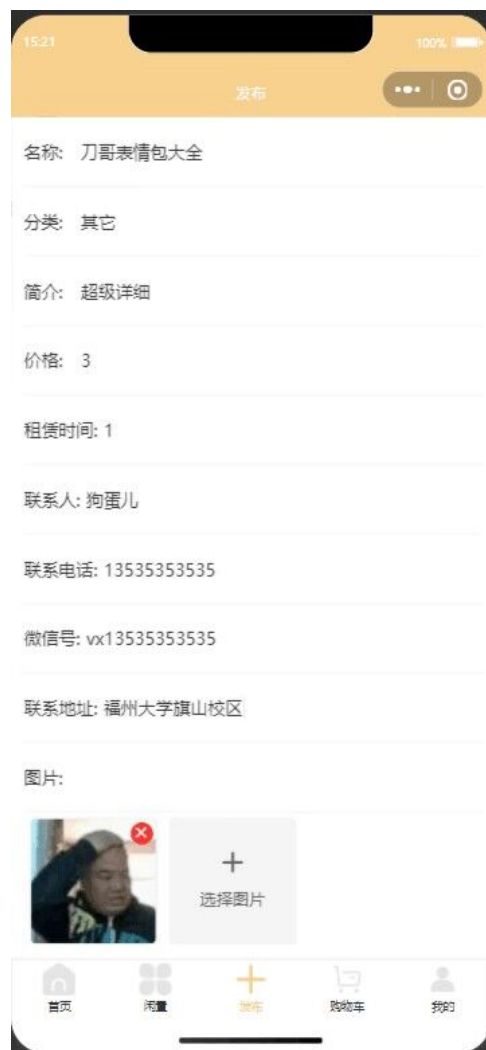 15:21
100%
发布
名称: 刀哥表情包大全
分类: 其它
简介: 超级详细
价格: 3
租赁时间: 1
联系人: 狗蛋儿
联系电话: 13535353535
微信号: vx13535353535
联系地址: 福州大学旗山校区
图片:
选择图片
首页 闲置 发布 购物车 我的